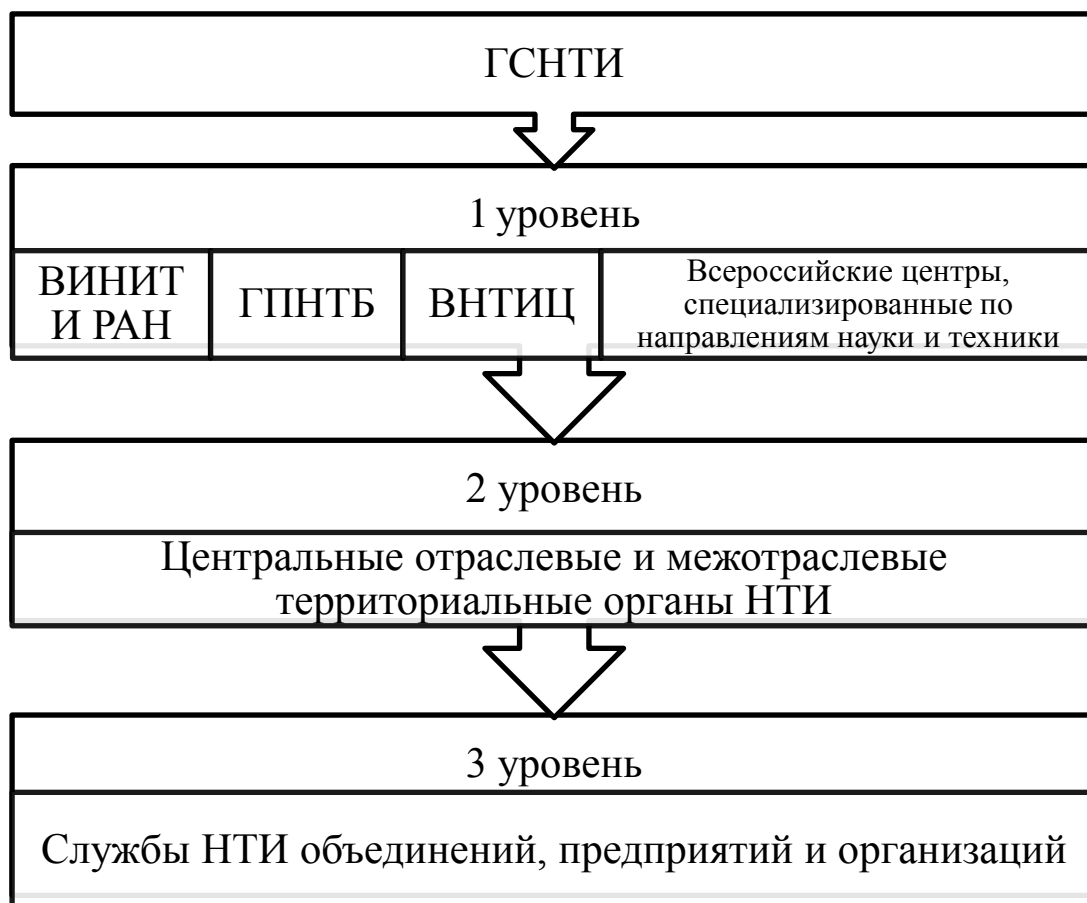 ГСНТИ
1 уровень
ВИНИТ
И РАН
ГПНТБ
ВНТИЦ
Всероссийские центры,
специализированные по
направлениям науки и техники
2 уровень
Центральные отраслевые и межотраслевые
территориальные органы НТИ
3 уровень
Службы НТИ объединений, предприятий и организаций